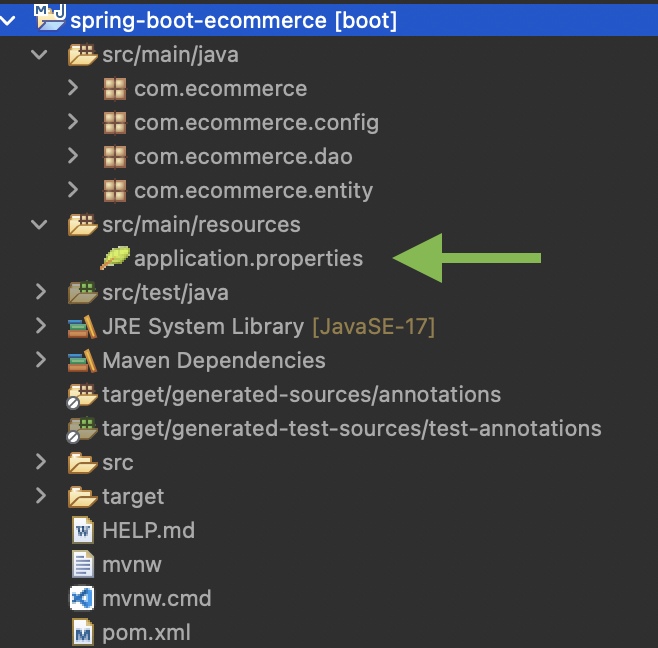 spring-boot-ecommerce [boot]
src/main/java
com.ecommerce
com.ecommerce.config
com.ecommerce.dao
com.ecommerce.entity
src/main/resources
application.properties
src/test/java
JRE System Library [JavaSE-17]
Maven Dependencies
target/generated-sources/annotations
target/generated-test-sources/test-annotations
src
target
HELP.md
mvnw
mvnw.cmd
pom.xml